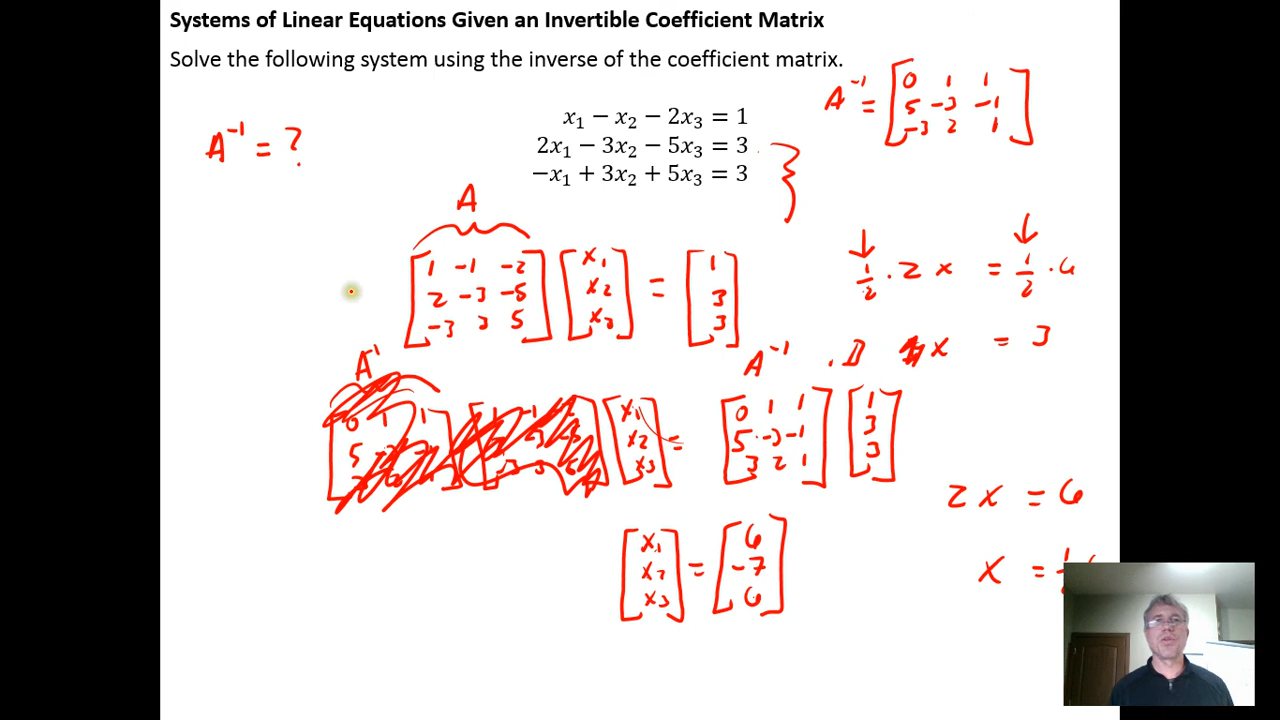 Systems of Linear Equations Given an Invertible Coefficient Matrix
Solve the following system using the inverse of the coefficient matrix.
x₁ − x₂ − 2x₃ = 1
2x₁ − 3x₂ − 5x₃ = 3
−x₁ + 3x₂ + 5x₃ = 3
A⁻¹ = ?
A⁻¹ =
0 1 1
5 -3 -1
-3 2 1
A
1 -1 -2 x₁ = 1
2 -3 -5 x₂ 3
-3 3 5 x₃ 3
1/2 · 2x = 1/2 · 6
x = 3
A⁻¹
A⁻¹ · D
x₁ = 0 1 1 1
x₂ 5 -3 -1 3
x₃ 3 2 1 3
2x = 6
x₁ = 6
x₂ -7
x₃ 6
x =